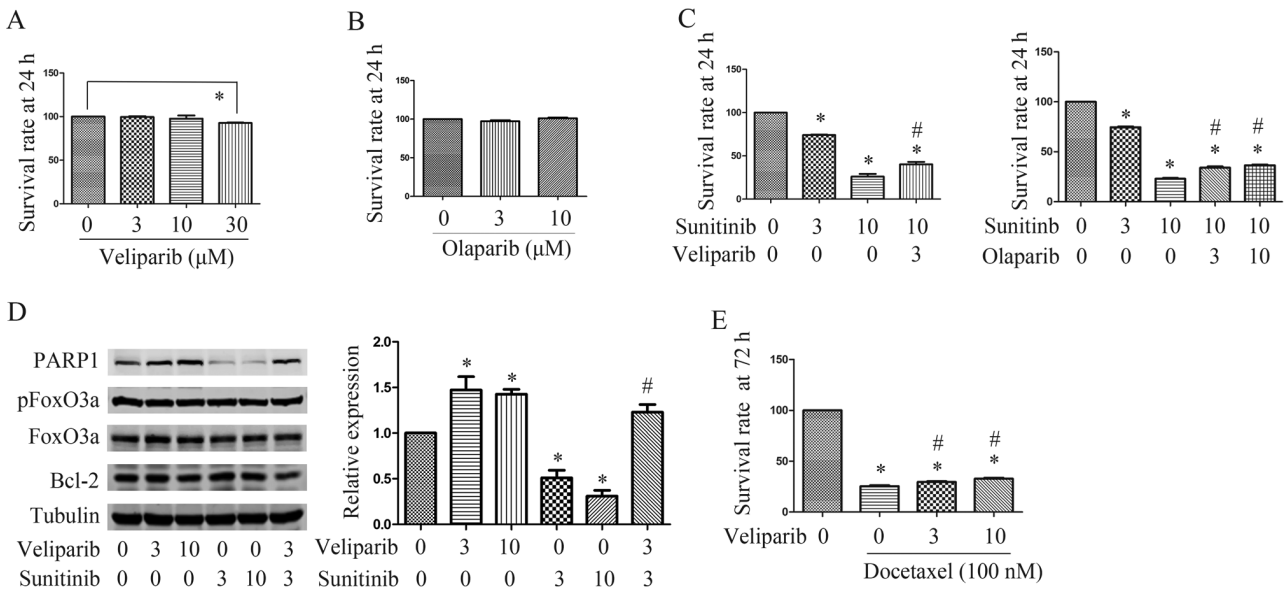 A
Survival rate at 24 h
150
100
50
0
*
0 3 10 30
Veliparib (μM)
B
Survival rate at 24 h
150
100
50
0
0 3 10
Olaparib (μM)
C
Survival rate at 24 h
150
100
50
0
* * # *
Sunitinib 0 3 10 10
Veliparib 0 0 0 3
Survival rate at 24 h
150
100
50
0
* * # * # *
Sunitinb 0 3 10 10 10
Olaparib 0 0 0 3 10
D
PARP1
pFoxO3a
FoxO3a
Bcl-2
Tubulin
Veliparib 0 3 10 0 0 3
Sunitinib 0 0 0 3 10 3
Relative expression
2.0
1.5
1.0
0.5
0.0
* * * * #
Veliparib 0 3 10 0 0 3
Sunitinib 0 0 0 3 10 3
E
Survival rate at 72 h
150
100
50
0
* # * # *
Veliparib 0 0 3 10
Docetaxel (100 nM)